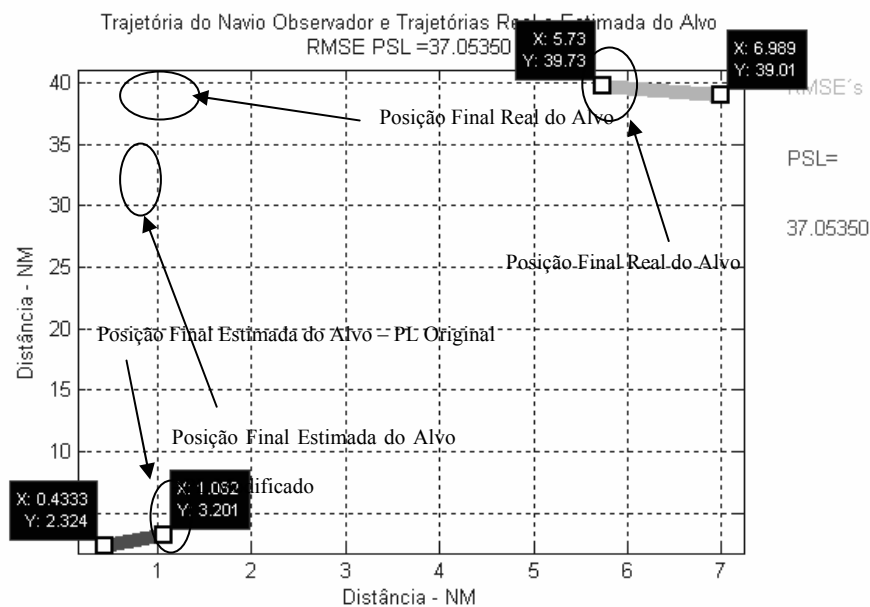 Trajetória do Navio Observador e Trajetórias Real e Estimada do Alvo
RMSE PSL =37.05350
X: 5.73
Y: 39.73
X: 6.989
Y: 39.01
RMSE´s
PSL=
37.05350
Posição Final Real do Alvo
Posição Final Real do Alvo
Posição Final Estimada do Alvo – PL Original
Posição Final Estimada do Alvo
X: 0.4333
Y: 2.324
X: 1.062
Y: 3.201
40
35
30
25
20
15
10
1
2
3
4
5
6
7
Distância - NM
Distância - NM